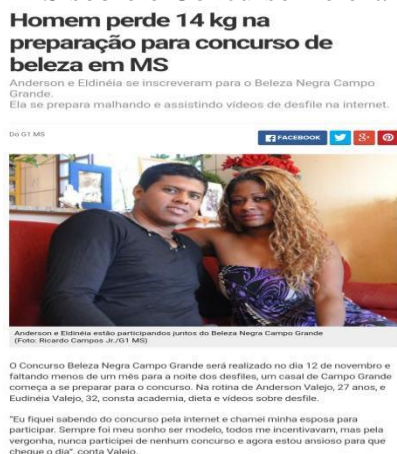 Homem perde 14 kg na
preparação para concurso de
beleza em MS
Anderson e Eldinéia se inscreveram para o Beleza Negra Campo
Grande.
Ela se prepara malhando e assistindo vídeos de desfile na internet.
Do G1 MS
FACEBOOK
Anderson e Eldinéia estão participandos juntos do Beleza Negra Campo Grande
(Foto: Ricardo Campos Jr./G1 MS)
O Concurso Beleza Negra Campo Grande será realizado no dia 12 de novembro e
faltando menos de um mês para a noite dos desfiles, um casal de Campo Grande
começa a se preparar para o concurso. Na rotina de Anderson Valejo, 27 anos, e
Eudinéia Valejo, 32, consta academia, dieta e vídeos sobre desfile.
"Eu fiquei sabendo do concurso pela internet e chamei minha esposa para
participar. Sempre foi meu sonho ser modelo, todos me incentivavam, mas pela
vergonha, nunca participei de nenhum concurso e agora estou ansioso para que
chegue o dia", conta Valejo.